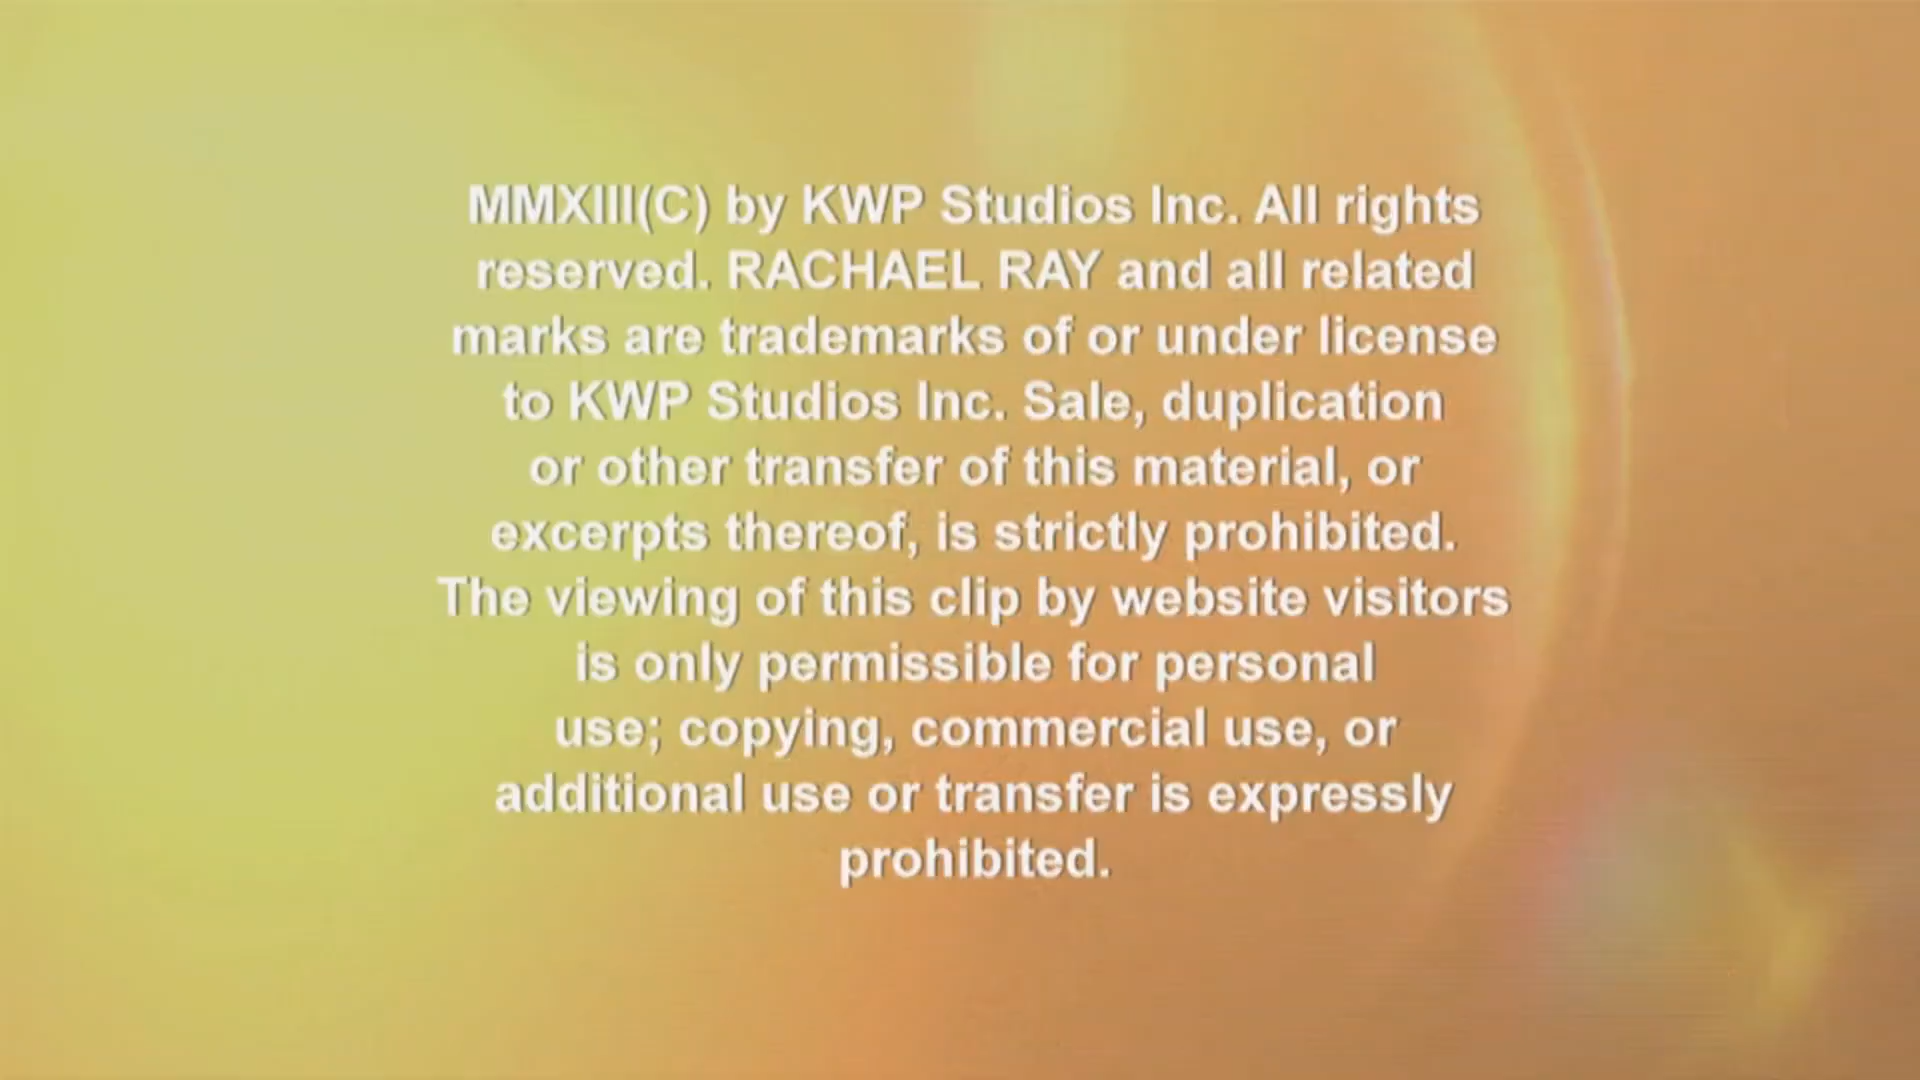 MMXIII(C) by KWP Studios Inc. All rights
reserved. RACHAEL RAY and all related
marks are trademarks of or under license
to KWP Studios Inc. Sale, duplication
or other transfer of this material, or
excerpts thereof, is strictly prohibited.
The viewing of this clip by website visitors
is only permissible for personal
use; copying, commercial use, or
additional use or transfer is expressly
prohibited.